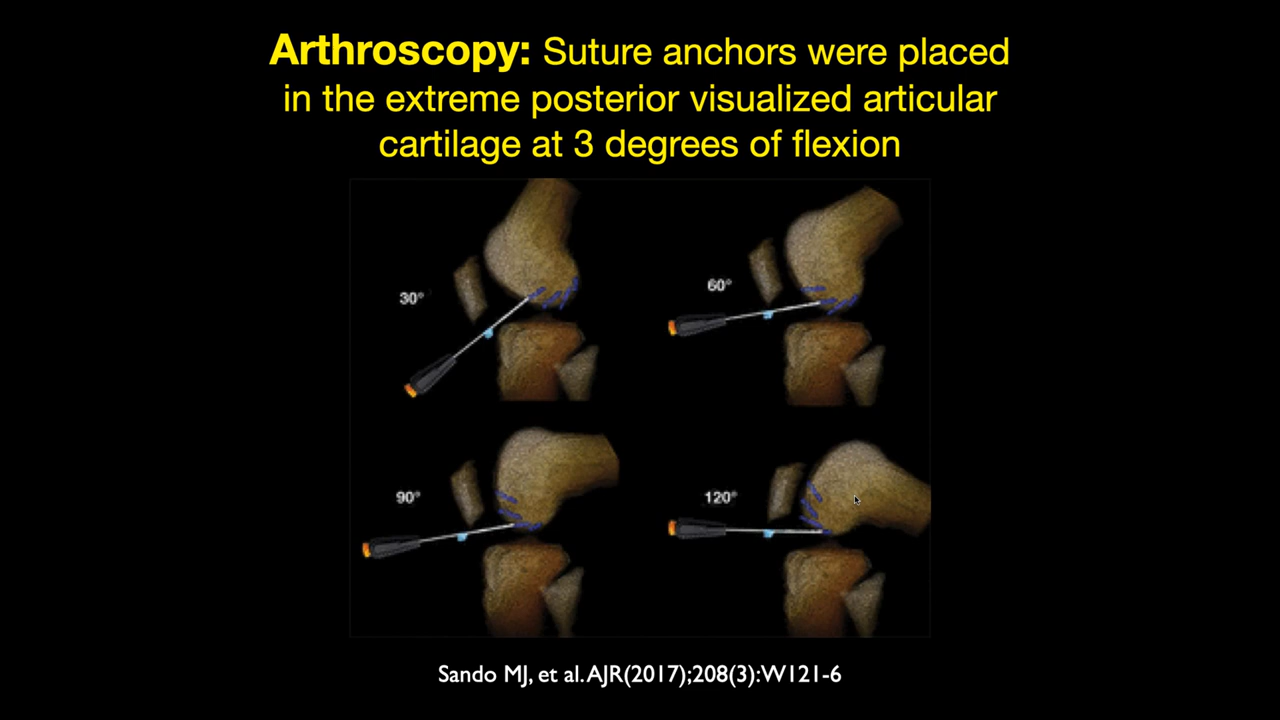 Arthroscopy: Suture anchors were placed
in the extreme posterior visualized articular
cartilage at 3 degrees of flexion
30°
60°
90°
120°
Sando MJ, et al. AJR(2017);208(3):W121-6